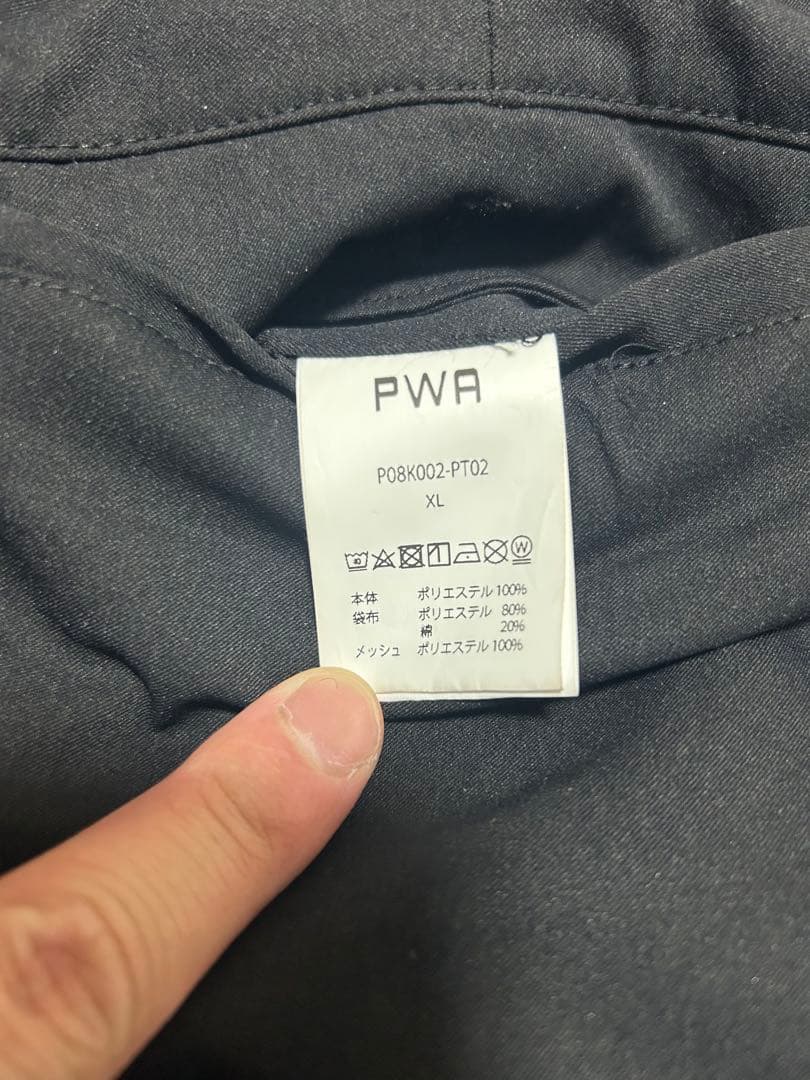 PWA
P08K002-PT02
XL
本体 ポリエステル 100%
袋布 ポリエステル 80%
綿 20%
メッシュ ポリエステル 100%